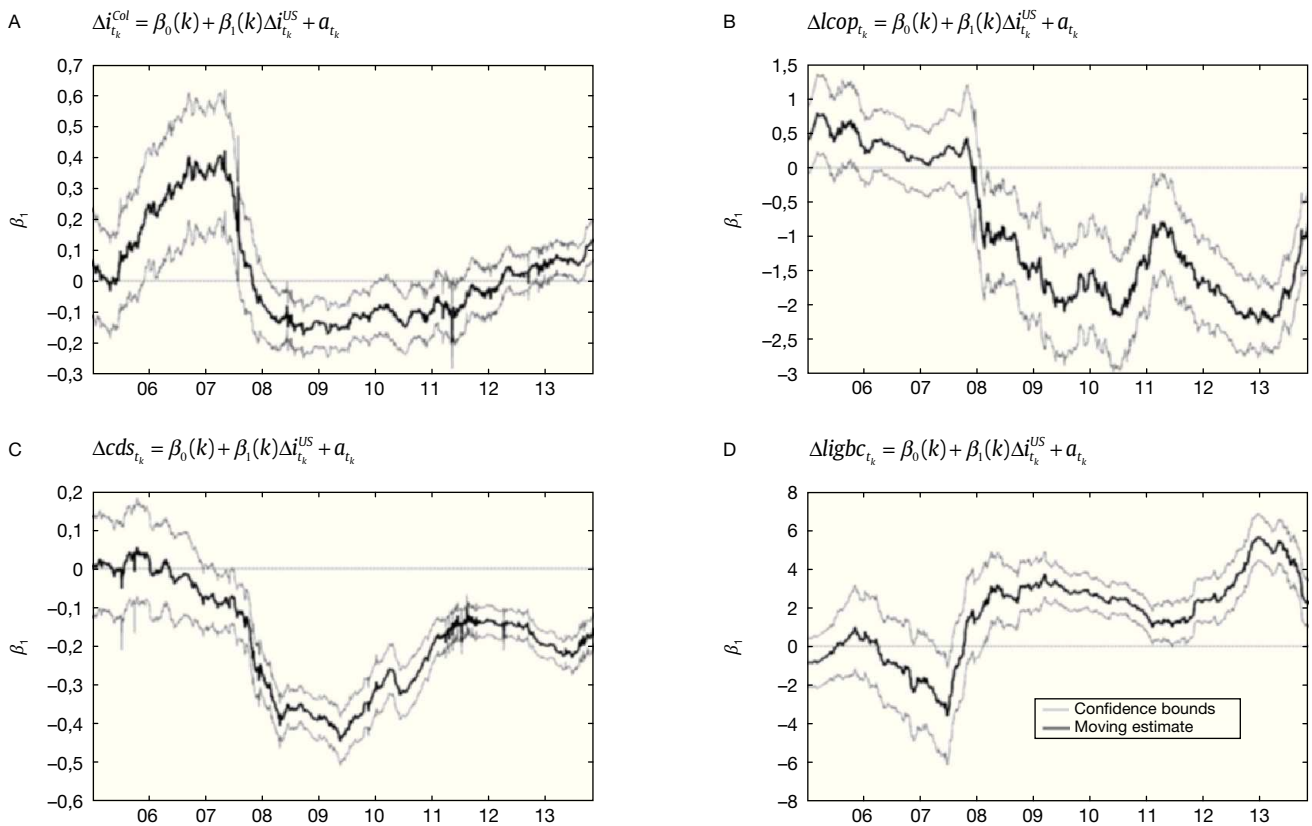 A
Δi^{Col}_{t_k} = β_0(k) + β_1(k)Δi^{US}_{t_k} + a_{t_k}
0,7
0,6
0,5
0,4
0,3
0,2
0,1
0
−0,1
−0,2
−0,3
β_1
06 07 08 09 10 11 12 13
B
Δlcop_{t_k} = β_0(k) + β_1(k)Δi^{US}_{t_k} + a_{t_k}
1,5
1
0,5
0
−0,5
−1
−1,5
−2
−2,5
−3
β_1
06 07 08 09 10 11 12 13
C
Δcds_{t_k} = β_0(k) + β_1(k)Δi^{US}_{t_k} + a_{t_k}
0,2
0,1
0
−0,1
−0,2
−0,3
−0,4
−0,5
−0,6
β_1
06 07 08 09 10 11 12 13
D
Δligbc_{t_k} = β_0(k) + β_1(k)Δi^{US}_{t_k} + a_{t_k}
8
6
4
2
0
−2
−4
−6
−8
β_1
Confidence bounds
Moving estimate
06 07 08 09 10 11 12 13